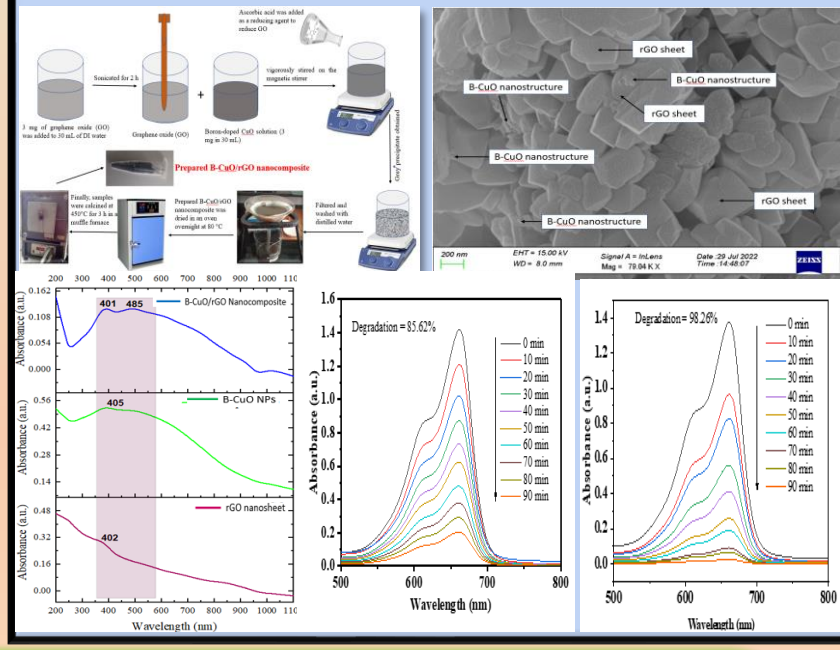 Ascorbic acid was added
as a reducing agent to
reduce GO
Sonicated for 2 h
vigorously stirred on the
magnetic stirrer
+
3 mg of graphene oxide (GO)
was added to 30 mL of DI water
Graphene oxide (GO)
Boron-doped CuO solution (3
mg in 30 mL)
Grey precipitate obtained
Prepared B-CuO/rGO nanocomposite
Finally, samples
were calcined at
450°C for 3 h in a
muffle furnace
Prepared B-CuO/rGO
nanocomposite was
dried in an oven
overnight at 80 °C
Filtered and
washed with
distilled water
rGO sheet
B-CuO nanostructure
B-CuO nanostructure
rGO sheet
B-CuO nanostructure
rGO sheet
B-CuO nanostructure
200 nm
EHT = 15.00 kV
WD = 8.0 mm
Signal A = InLens
Mag = 79.04 K X
Date :29 Jul 2022
Time :14:48:07
ZEISS
200 300 400 500 600 700 800 900 1000 1100
0.162
0.108
0.054
0.000
Absorbance (a.u.)
401 485
B-CuO/rGO Nanocomposite
0.56
0.42
0.28
0.14
Absorbance (a.u.)
405
B-CuO NPs
0.48
0.32
0.16
0.00
Absorbance (a.u.)
402
rGO nanosheet
200 300 400 500 600 700 800 900 1000 110
Wavelength (nm)
1.6
1.4
1.2
1.0
0.8
0.6
0.4
0.2
0.0
Absorbance (a.u.)
Degradation = 85.62%
0 min
10 min
20 min
30 min
40 min
50 min
60 min
70 min
80 min
90 min
500 600 700 800
Wavelength (nm)
1.4
1.2
1.0
0.8
0.6
0.4
0.2
0.0
Absorbance (a.u.)
Degradation = 98.26%
0 min
10 min
20 min
30 min
40 min
50 min
60 min
70 min
80 min
90 min
500 600 700 800
Wavelength (nm)